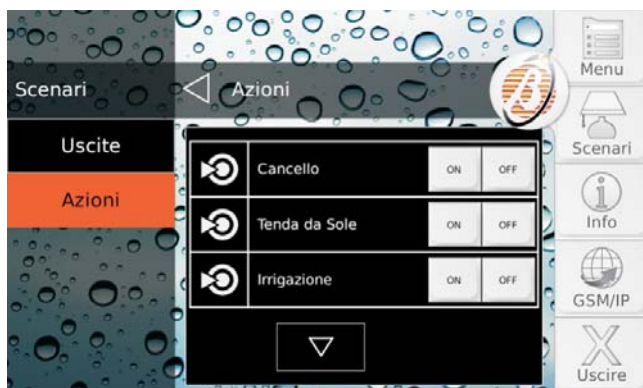 Scenari
Azioni
Uscite
Azioni
Cancello ON OFF
Tenda da Sole ON OFF
Irrigazione ON OFF
Menu
Scenari
Info
GSM/IP
Uscire